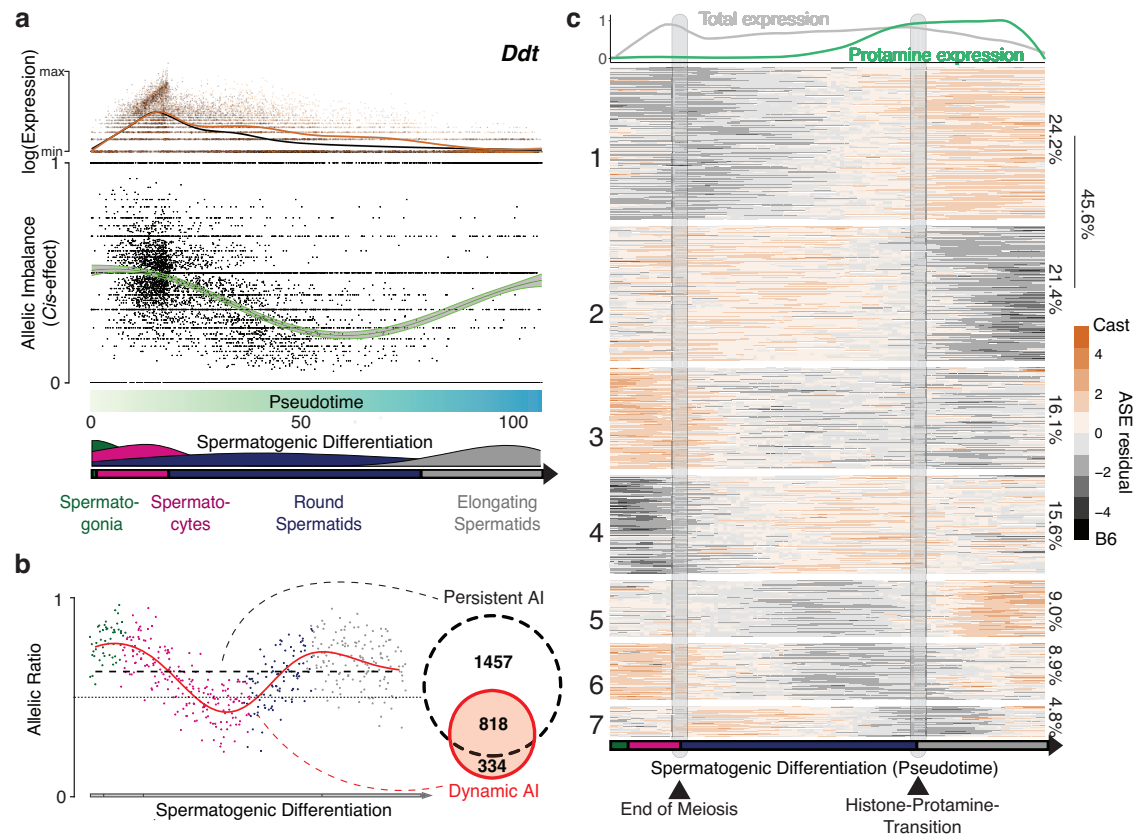 a
Ddt
log(Expression)
max
min
Allelic Imbalance
(Cis-effect)
1
0
Pseudotime
0
50
100
Spermatogenic Differentiation
Spermato-
gonia
Spermato-
cytes
Round
Spermatids
Elongating
Spermatids
b
Allelic Ratio
1
0
Persistent AI
1457
818
334
Dynamic AI
Spermatogenic Differentiation
c
1
0
Total expression
Protamine expression
1
2
3
4
5
6
7
24.2%
21.4%
45.6%
16.1%
15.6%
9.0%
8.9%
4.8%
Cast
4
2
0
−2
−4
B6
ASE residual
Spermatogenic Differentiation (Pseudotime)
End of Meiosis
Histone-Protamine-
Transition